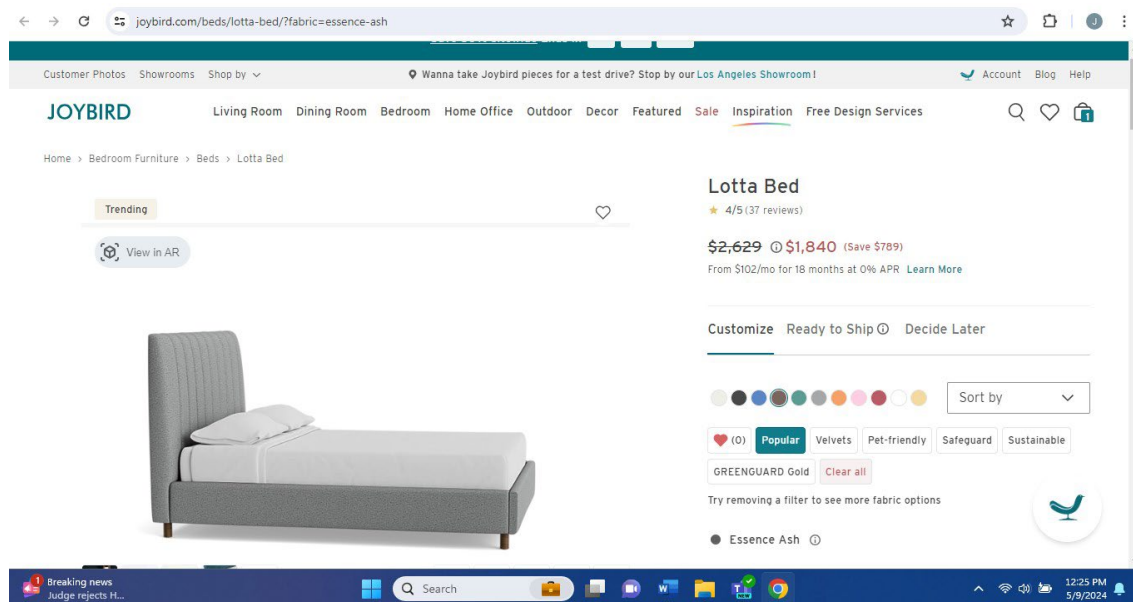 joybird.com/beds/lotta-bed/?fabric=essence-ash
J
Customer Photos Showrooms Shop by
Wanna take Joybird pieces for a test drive? Stop by our Los Angeles Showroom!
Account Blog Help
JOYBIRD
Living Room Dining Room Bedroom Home Office Outdoor Decor Featured Sale Inspiration Free Design Services
1
Home > Bedroom Furniture > Beds > Lotta Bed
Trending
View in AR
Lotta Bed
4/5 (37 reviews)
$2,629 $1,840 (Save $789)
From $102/mo for 18 months at 0% APR Learn More
Customize Ready to Ship Decide Later
Sort by
(0) Popular Velvets Pet-friendly Safeguard Sustainable
GREENGUARD Gold Clear all
Try removing a filter to see more fabric options
Essence Ash
1
Breaking news
Judge rejects H...
Search
12:25 PM
5/9/2024